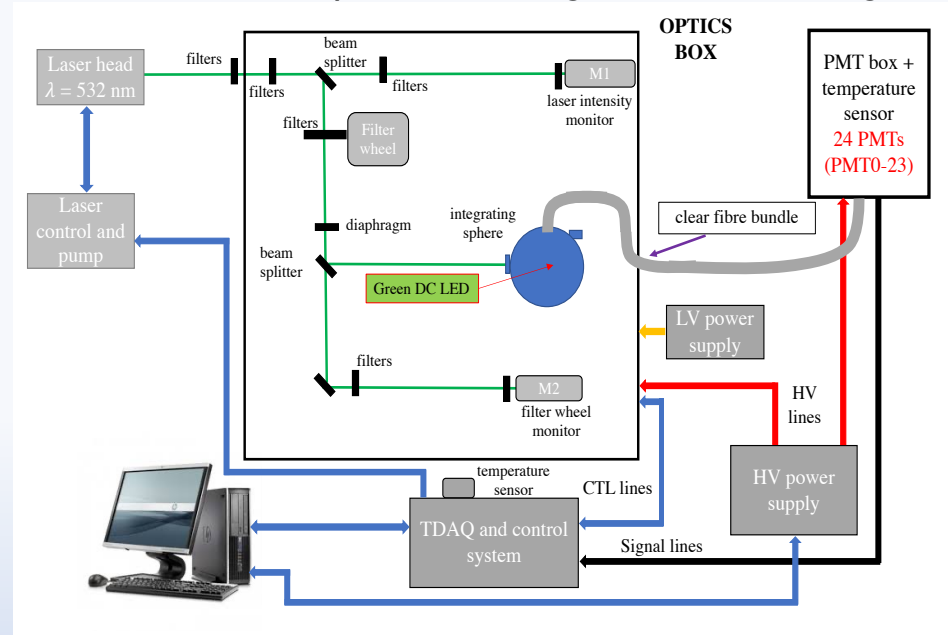 OPTICS
BOX
Laser head
λ = 532 nm
filters
filters
beam
splitter
filters
M1
laser intensity
monitor
PMT box +
temperature
sensor
24 PMTs
(PMT0-23)
filters
Filter
wheel
Laser
control and
pump
diaphragm
integrating
sphere
clear fibre bundle
beam
splitter
Green DC LED
LV power
supply
filters
M2
filter wheel
monitor
HV
lines
temperature
sensor
CTL lines
HV power
supply
TDAQ and control
system
Signal lines